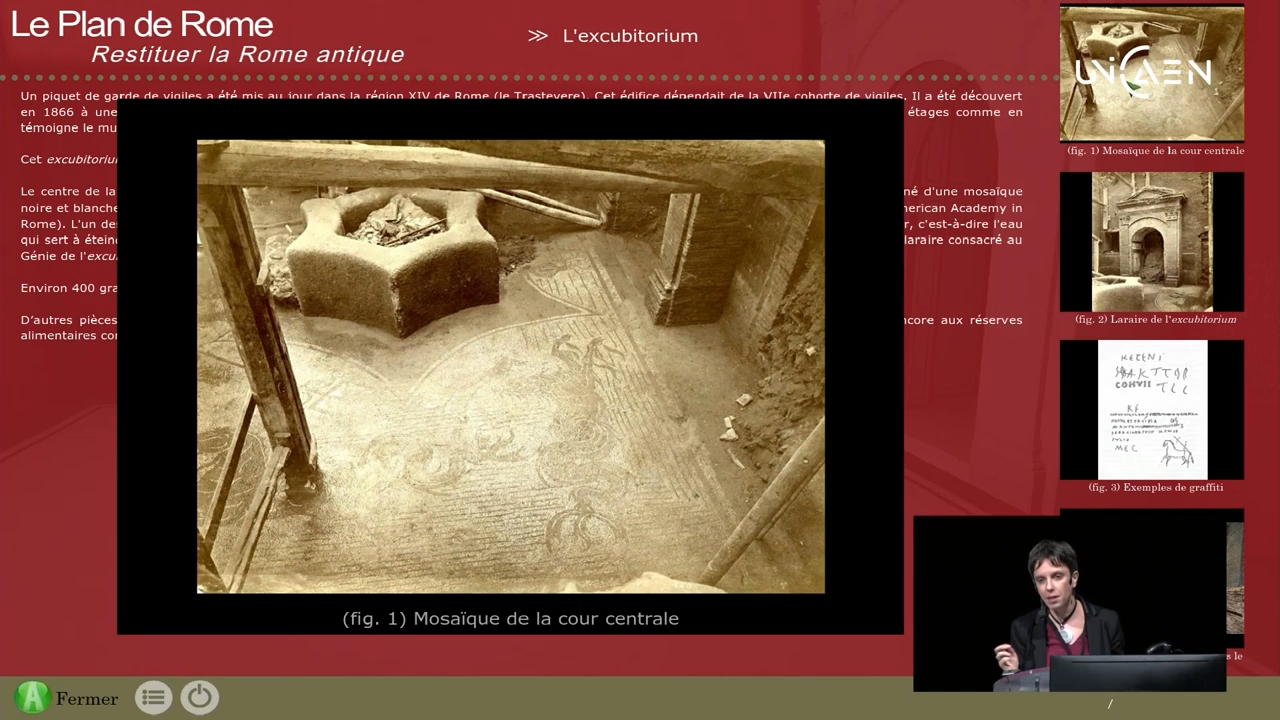 Le Plan de Rome
Restituer la Rome antique
≫ L'excubitorium
Un piquet de garde de vigiles a été mis au jour dans la région XIV de Rome (le Trastevere). Cet édifice dépendait de la VIIe cohorte de vigiles. Il a été découvert
en 1866 à une étages comme en
témoigne le mu
Cet excubitoriu
Le centre de la né d'une mosaïque
noire et blanche merican Academy in
Rome). L'un de r, c'est-à-dire l'eau
qui sert à étein laraire consacré au
Génie de l'excu
Environ 400 gra
D'autres pièces ncore aux réserves
alimentaires co
(fig. 1) Mosaïque de la cour centrale
UNICAEN
(fig. 1) Mosaïque de la cour centrale
(fig. 2) Laraire de l'excubitorium
COHVII
MEC
(fig. 3) Exemples de graffiti
s le
A Fermer
/